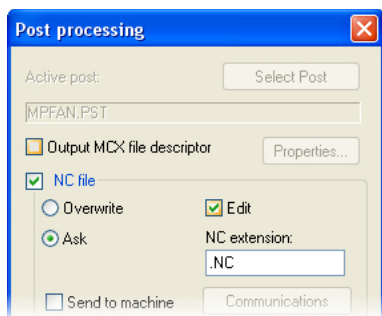 Post processing
Active post:
Select Post
MPFAN.PST
Output MCX file descriptor
Properties...
NC file
Overwrite
Edit
Ask
NC extension:
.NC
Send to machine
Communications